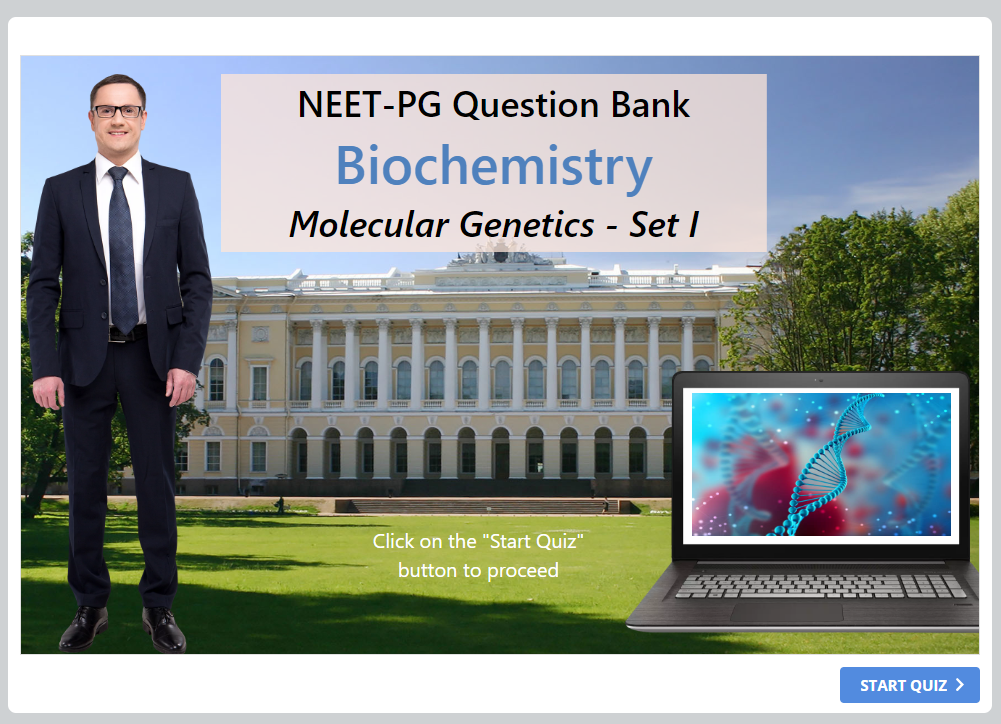 NEET-PG Question Bank
Biochemistry
Molecular Genetics - Set I
Click on the "Start Quiz"
button to proceed
START QUIZ